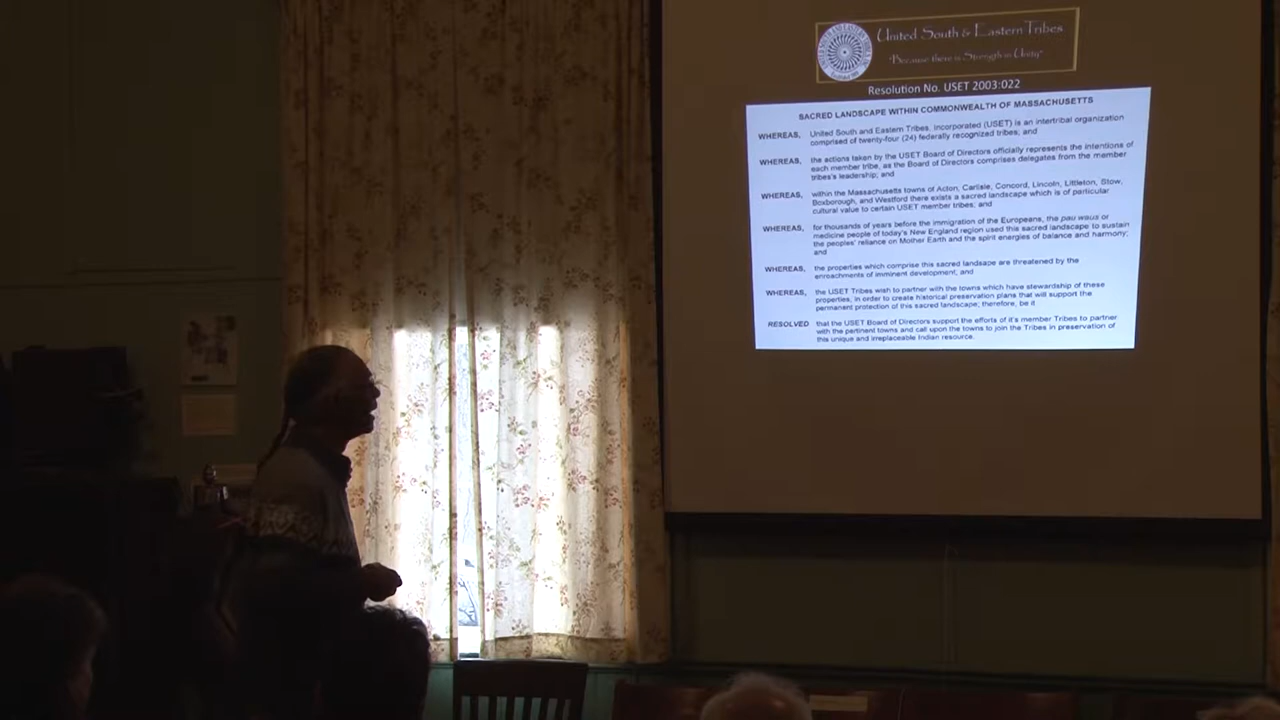 United South & Eastern Tribes
"Because there is Strength in Unity"
Resolution No. USET 2003:022
SACRED LANDSCAPE WITHIN COMMONWEALTH OF MASSACHUSETTS
WHEREAS, United South and Eastern Tribes, Incorporated (USET) is an intertribal organization
comprised of twenty-four (24) federally recognized tribes; and
WHEREAS, the actions taken by the USET Board of Directors officially represents the intentions of
each member tribe, as the Board of Directors comprises delegates from the member
tribes's leadership; and
WHEREAS, within the Massachusetts towns of Acton, Carlisle, Concord, Lincoln, Littleton, Stow,
Boxborough, and Westford there exists a sacred landscape which is of particular
cultural value to certain USET member tribes; and
WHEREAS, for thousands of years before the immigration of the Europeans, the pau waus or
medicine people of today's New England region used this sacred landscape to sustain
the peoples' reliance on Mother Earth and the spirit energies of balance and harmony;
and
WHEREAS, the properties which comprise this sacred landsape are threatened by the
enroachments of imminent development; and
WHEREAS, the USET Tribes wish to partner with the towns which have stewardship of these
properties, in order to create historical preservation plans that will support the
permanent protection of this sacred landscape; therefore, be it
RESOLVED that the USET Board of Directors support the efforts of it's member Tribes to partner
with the pertinent towns and call upon the towns to join the Tribes in preservation of
this unique and irreplaceable Indian resource.